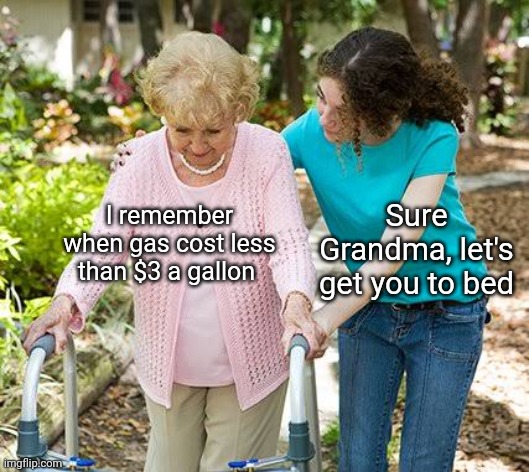 I remember
when gas cost less
than $3 a gallon
Sure
Grandma, let's
get you to bed
imgflip.com